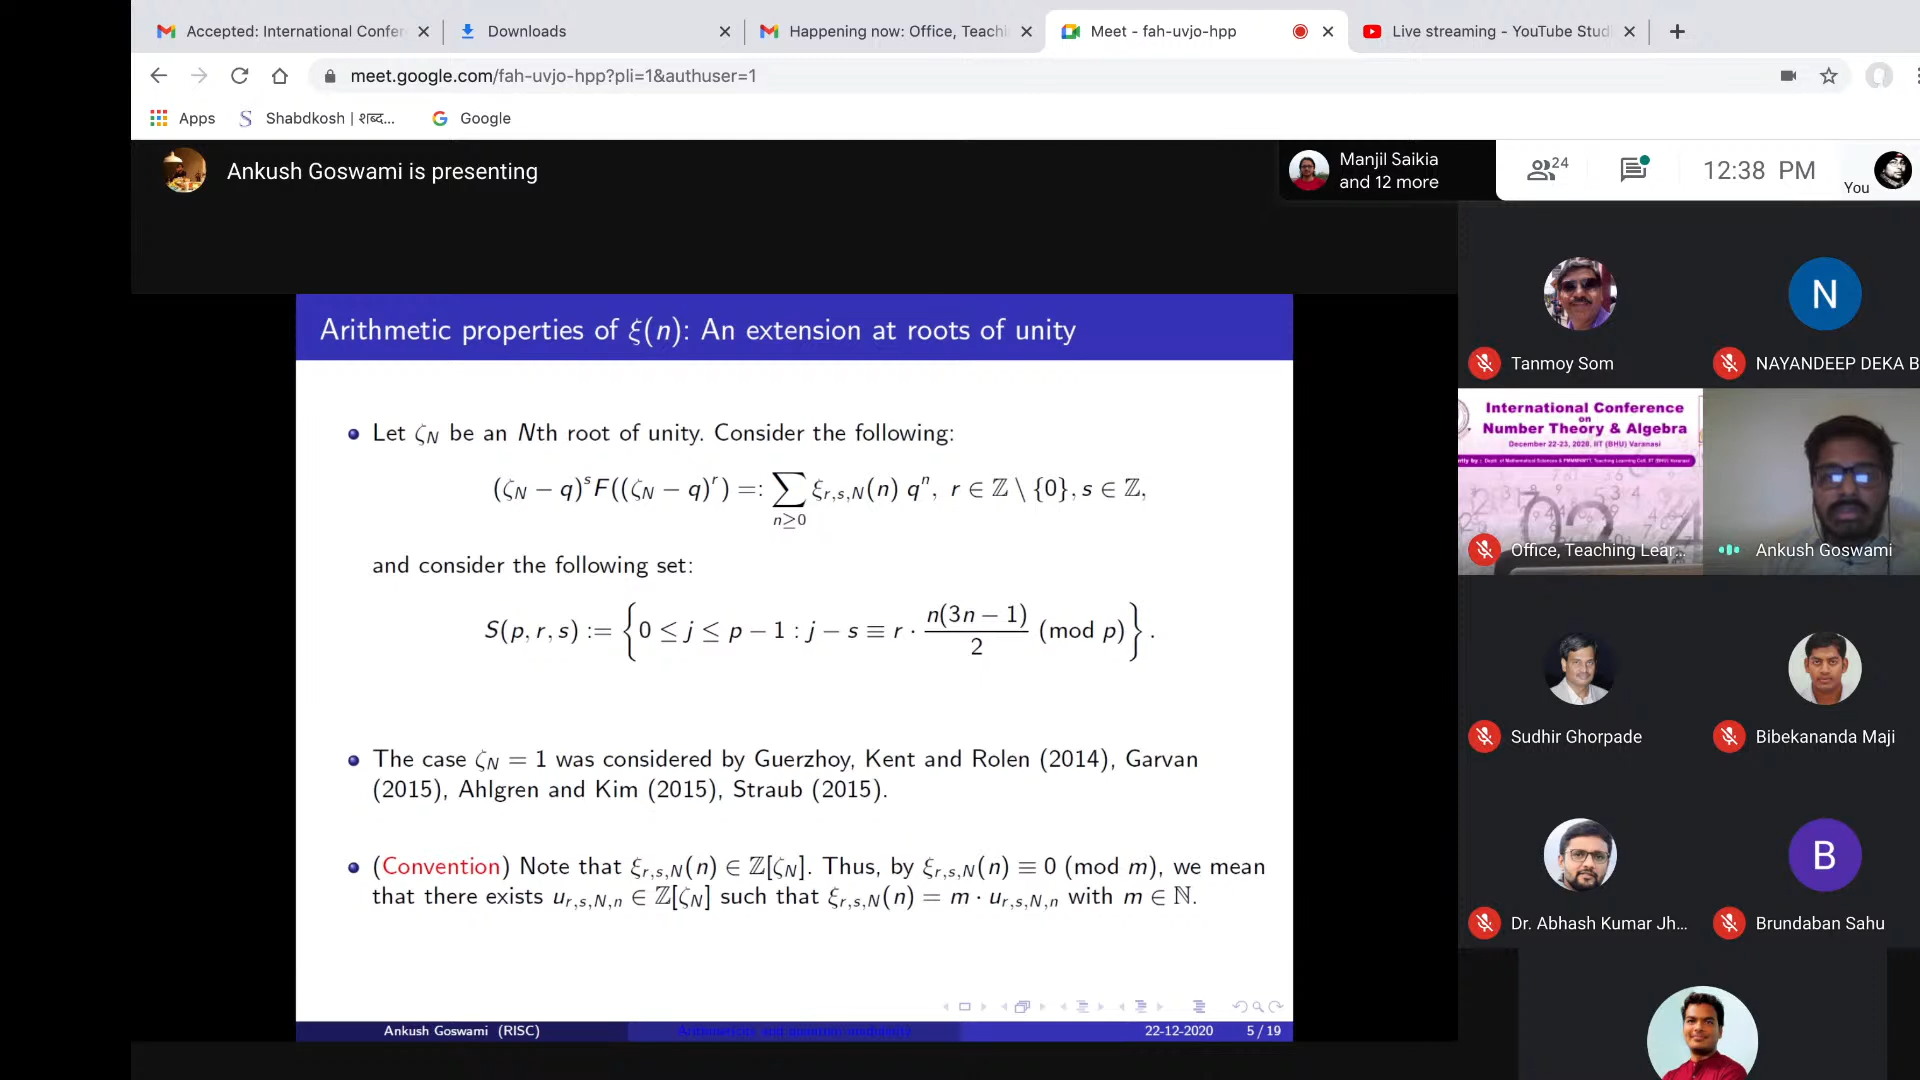 Accepted: International Confer
Downloads
Happening now: Office, Teachi
Meet - fah-uvjo-hpp
Live streaming - YouTube Studi
meet.google.com/fah-uvjo-hpp?pli=1&authuser=1
Apps
Shabdkosh | शब्द...
Google
Ankush Goswami is presenting
Manjil Saikia
and 12 more
24
12:38 PM
You
Arithmetic properties of ξ(n): An extension at roots of unity
Let ζ_N be an Nth root of unity. Consider the following:
(ζ_N − q)^s F((ζ_N − q)^r) =: ∑_{n≥0} ξ_{r,s,N}(n) q^n, r ∈ ℤ \ {0}, s ∈ ℤ,
and consider the following set:
S(p, r, s) := { 0 ≤ j ≤ p − 1 : j − s ≡ r · n(3n − 1)/2 (mod p) } .
The case ζ_N = 1 was considered by Guerzhoy, Kent and Rolen (2014), Garvan
(2015), Ahlgren and Kim (2015), Straub (2015).
(Convention) Note that ξ_{r,s,N}(n) ∈ ℤ[ζ_N]. Thus, by ξ_{r,s,N}(n) ≡ 0 (mod m), we mean
that there exists u_{r,s,N,n} ∈ ℤ[ζ_N] such that ξ_{r,s,N}(n) = m · u_{r,s,N,n} with m ∈ ℕ.
Ankush Goswami (RISC)
22-12-2020
5 / 19
Tanmoy Som
N
NAYANDEEP DEKA B
International Conference
on
Number Theory & Algebra
December 22-23, 2020, IIT (BHU) Varanasi
Office, Teaching Lear...
Ankush Goswami
Sudhir Ghorpade
Bibekananda Maji
Dr. Abhash Kumar Jh...
B
Brundaban Sahu